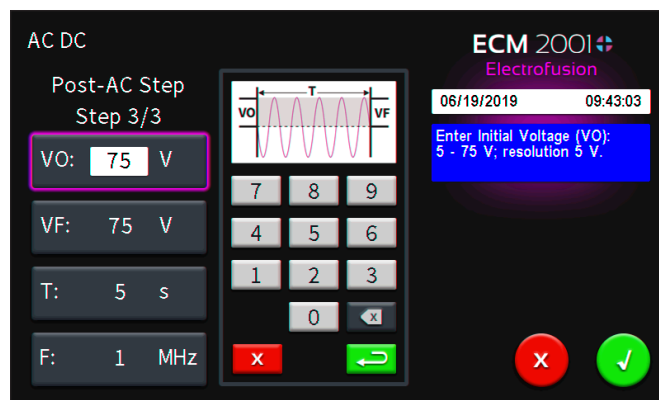 AC DC
Post-AC Step
Step 3/3
VO: 75 V
VF: 75 V
T: 5 s
F: 1 MHz
T
VO
VF
7 8 9
4 5 6
1 2 3
0 x
x
ECM 2001
Electrofusion
06/19/2019 09:43:03
Enter Initial Voltage (VO):
5 - 75 V; resolution 5 V.
x